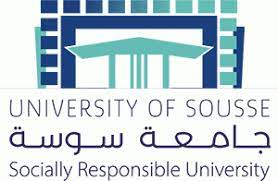 UNIVERSITY OF SOUSSE
جامعة سوسة
Socially Responsible University